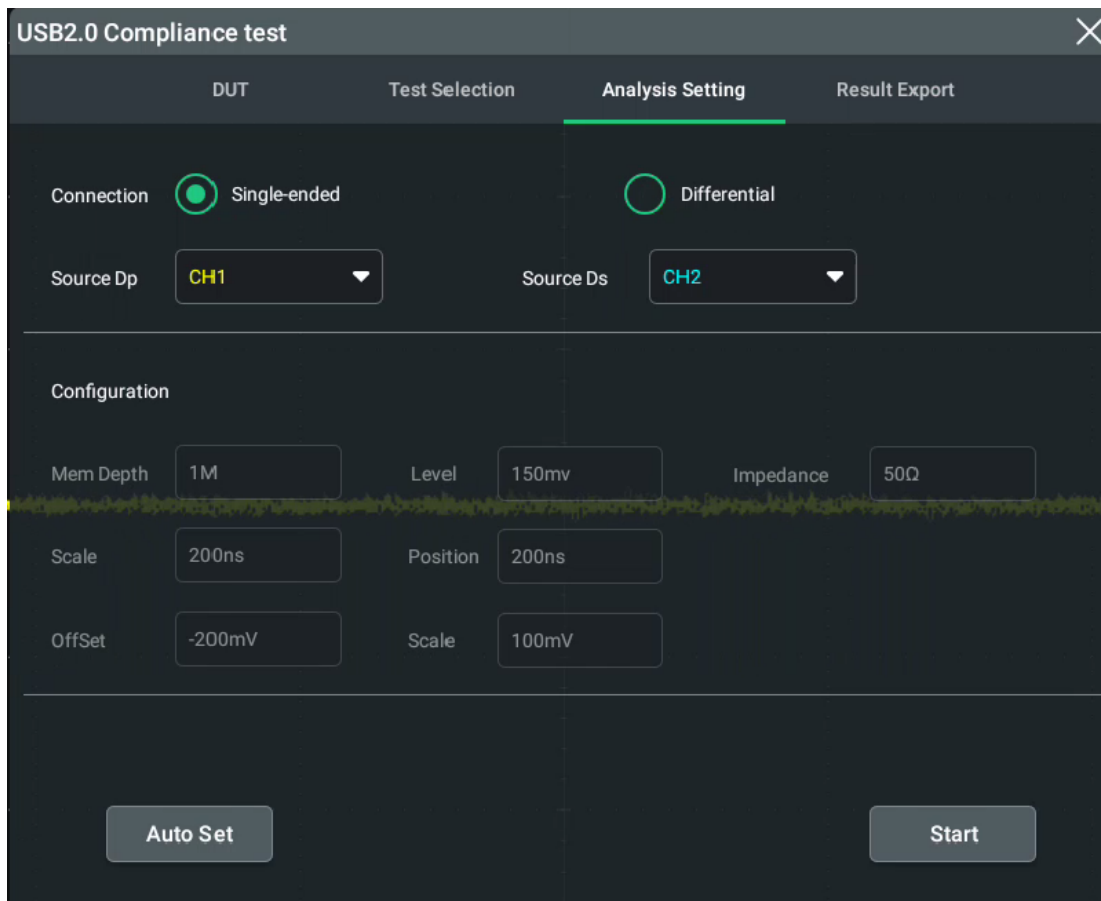 USB2.0 Compliance test
DUT Test Selection Analysis Setting Result Export
Connection Single-ended Differential
Source Dp CH1 Source Ds CH2
Configuration
Mem Depth 1M Level 150mv Impedance 50Ω
Scale 200ns Position 200ns
OffSet -200mV Scale 100mV
Auto Set Start